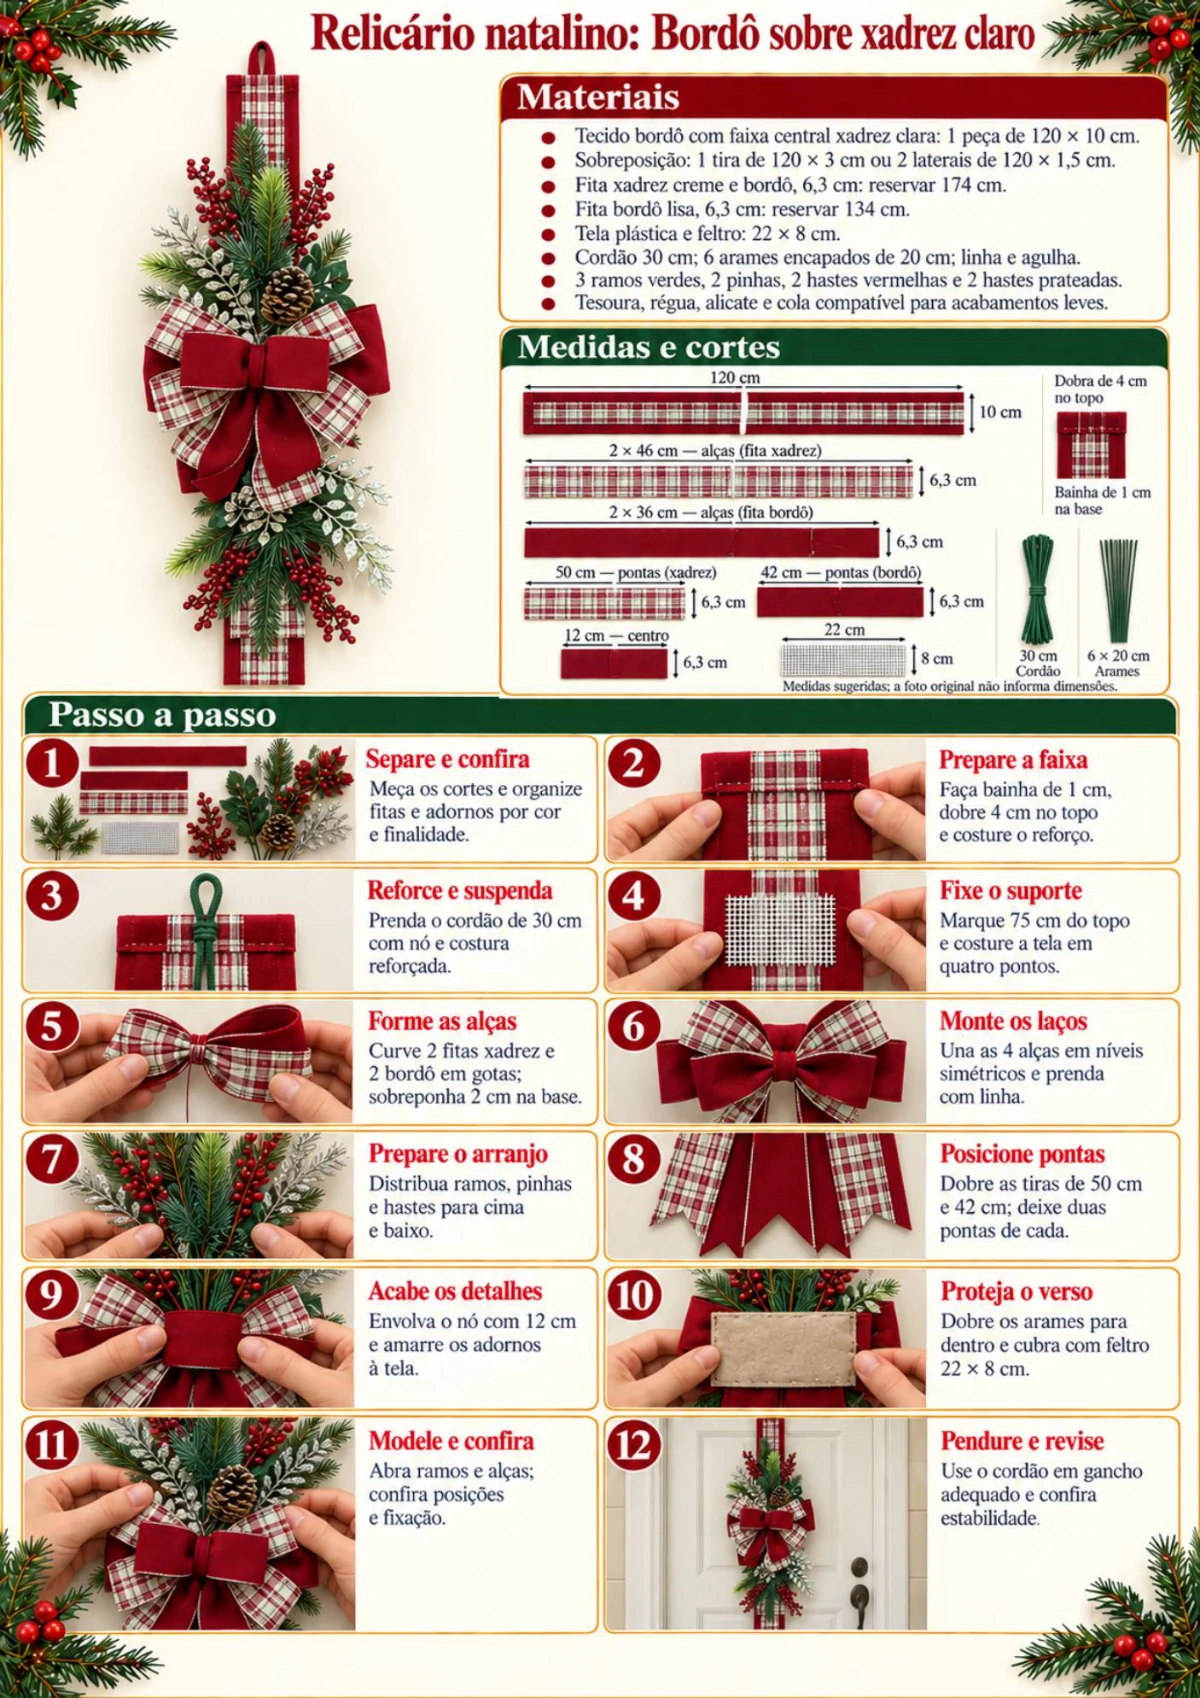 Relicário natalino: Bordô sobre xadrez claro
Materiais
Tecido bordô com faixa central xadrez clara: 1 peça de 120 × 10 cm.
Sobreposição: 1 tira de 120 × 3 cm ou 2 laterais de 120 × 1,5 cm.
Fita xadrez creme e bordô, 6,3 cm: reservar 174 cm.
Fita bordô lisa, 6,3 cm: reservar 134 cm.
Tela plástica e feltro: 22 × 8 cm.
Cordão 30 cm; 6 arames encapados de 20 cm; linha e agulha.
3 ramos verdes, 2 pinhas, 2 hastes vermelhas e 2 hastes prateadas.
Tesoura, régua, alicate e cola compatível para acabamentos leves.
Medidas e cortes
120 cm
10 cm
2 × 46 cm — alças (fita xadrez)
6,3 cm
2 × 36 cm — alças (fita bordô)
6,3 cm
50 cm — pontas (xadrez)
6,3 cm
42 cm — pontas (bordô)
6,3 cm
12 cm — centro
6,3 cm
22 cm
8 cm
Dobra de 4 cm
no topo
Bainha de 1 cm
na base
30 cm
Cordão
6 × 20 cm
Arames
Medidas sugeridas; a foto original não informa dimensões.
Passo a passo
1
Separe e confira
Meça os cortes e organize
fitas e adornos por cor
e finalidade.
2
Prepare a faixa
Faça bainha de 1 cm,
dobre 4 cm no topo
e costure o reforço.
3
Reforce e suspenda
Prenda o cordão de 30 cm
com nó e costura
reforçada.
4
Fixe o suporte
Marque 75 cm do topo
e costure a tela em
quatro pontos.
5
Forme as alças
Curve 2 fitas xadrez e
2 bordô em gotas;
sobreponha 2 cm na base.
6
Monte os laços
Una as 4 alças em níveis
simétricos e prenda
com linha.
7
Prepare o arranjo
Distribua ramos, pinhas
e hastes para cima
e baixo.
8
Posicione pontas
Dobre as tiras de 50 cm
e 42 cm; deixe duas
pontas de cada.
9
Acabe os detalhes
Envolva o nó com 12 cm
e amarre os adornos
à tela.
10
Proteja o verso
Dobre os arames para
dentro e cubra com feltro
22 × 8 cm.
11
Modele e confira
Abra ramos e alças;
confira posições
e fixação.
12
Pendure e revise
Use o cordão em gancho
adequado e confira
estabilidade.